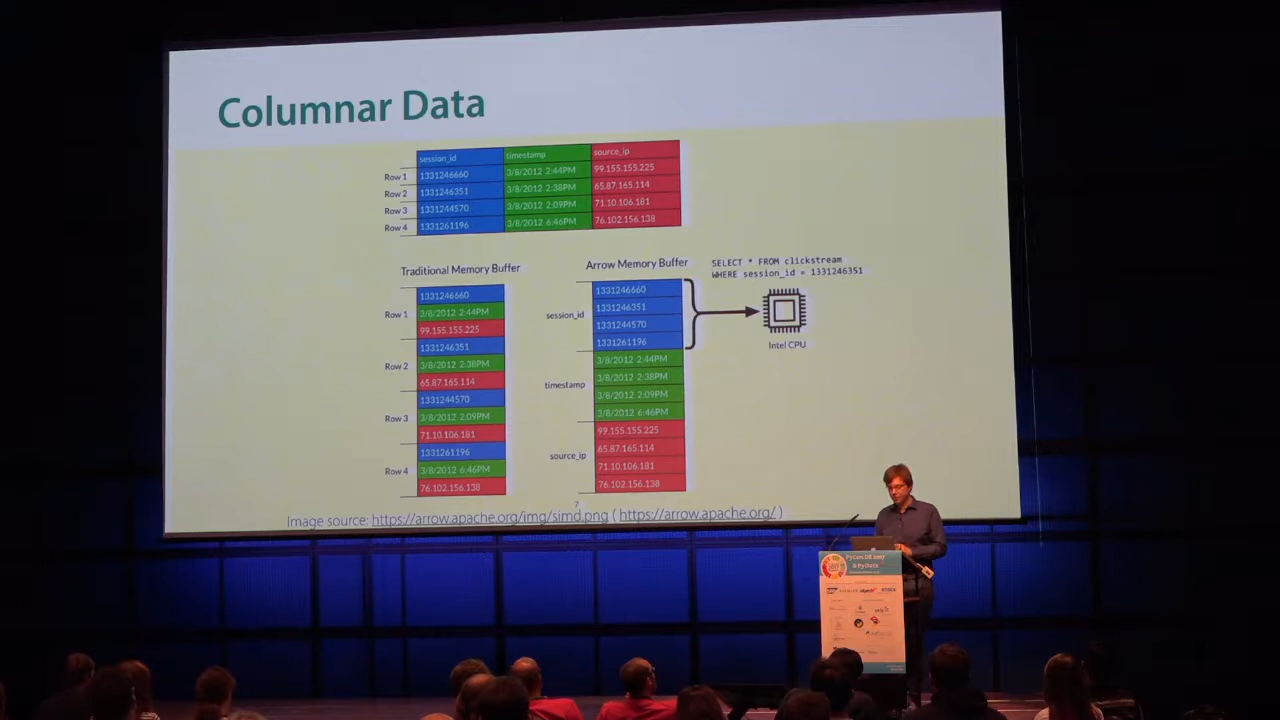 Columnar Data
session_id timestamp source_ip
Row 1 1331246660 3/8/2012 2:44PM 99.155.155.225
Row 2 1331246351 3/8/2012 2:38PM 65.87.165.114
Row 3 1331244570 3/8/2012 2:09PM 71.10.106.181
Row 4 1331261196 3/8/2012 6:46PM 76.102.156.138
Traditional Memory Buffer
Row 1
1331246660
3/8/2012 2:44PM
99.155.155.225
Row 2
1331246351
3/8/2012 2:38PM
65.87.165.114
Row 3
1331244570
3/8/2012 2:09PM
71.10.106.181
Row 4
1331261196
3/8/2012 6:46PM
76.102.156.138
Arrow Memory Buffer
session_id
1331246660
1331246351
1331244570
1331261196
timestamp
3/8/2012 2:44PM
3/8/2012 2:38PM
3/8/2012 2:09PM
3/8/2012 6:46PM
source_ip
99.155.155.225
65.87.165.114
71.10.106.181
76.102.156.138
SELECT * FROM clickstream
WHERE session_id = 1331246351
Intel CPU
7
Image source: https://arrow.apache.org/img/simd.png ( https://arrow.apache.org/ )
PyCon DE 2017
& PyData